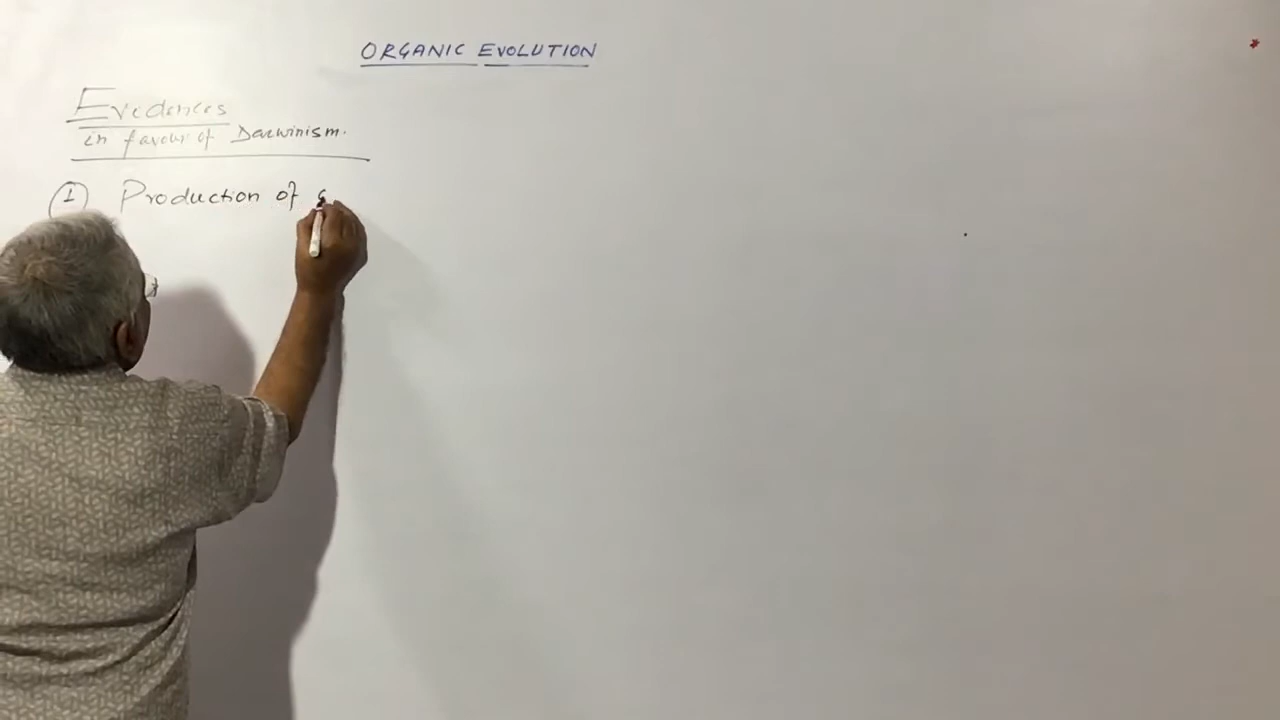 ORGANIC EVOLUTION
Evidences
in favour of Darwinism.
1 Production of